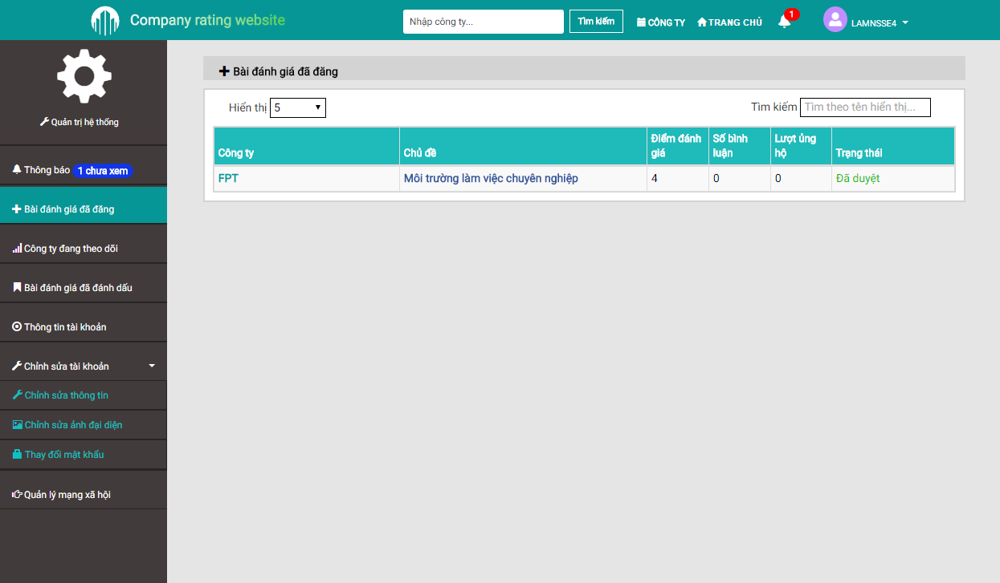 Company rating website
Nhập công ty...
Tìm kiếm
CÔNG TY
TRANG CHỦ
1
LAMNSSE4
Quản trị hệ thống
Thông báo 1 chưa xem
Bài đánh giá đã đăng
Công ty đang theo dõi
Bài đánh giá đã đánh dấu
Thông tin tài khoản
Chỉnh sửa tài khoản
Chỉnh sửa thông tin
Chỉnh sửa ảnh đại diện
Thay đổi mật khẩu
Quản lý mạng xã hội
Bài đánh giá đã đăng
Hiển thị 5
Tìm kiếm Tìm theo tên hiển thị...
Công ty
Chủ đề
Điểm đánh
giá
Số bình
luận
Lượt ủng
hộ
Trạng thái
FPT
Môi trường làm việc chuyên nghiệp
4
0
0
Đã duyệt